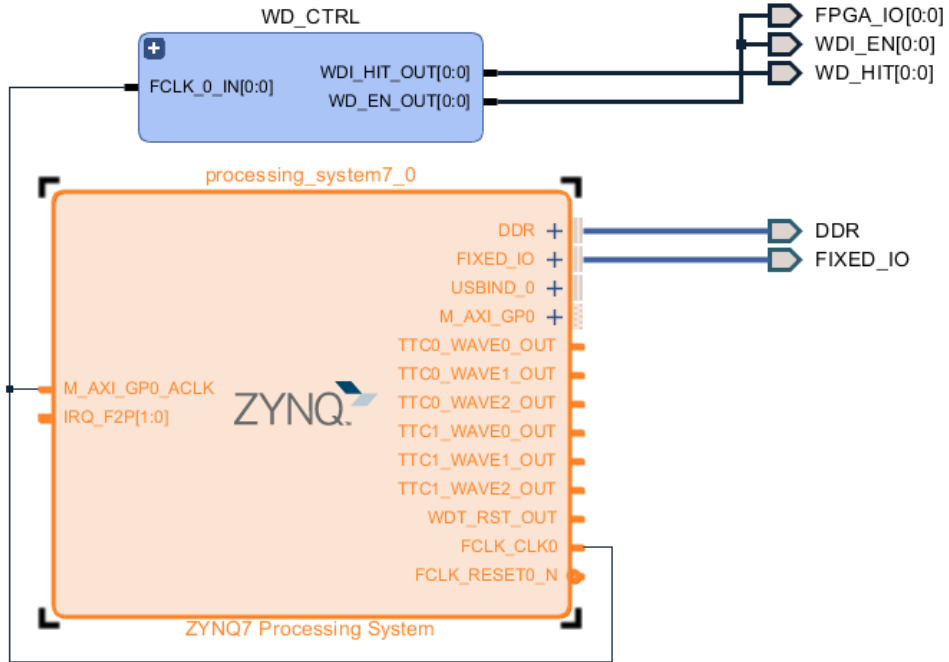 WD_CTRL
FCLK_0_IN[0:0]
WDI_HIT_OUT[0:0]
WD_EN_OUT[0:0]
FPGA_IO[0:0]
WDI_EN[0:0]
WD_HIT[0:0]
processing_system7_0
DDR
FIXED_IO
USBIND_0
M_AXI_GP0
TTC0_WAVE0_OUT
TTC0_WAVE1_OUT
TTC0_WAVE2_OUT
TTC1_WAVE0_OUT
TTC1_WAVE1_OUT
TTC1_WAVE2_OUT
WDT_RST_OUT
FCLK_CLK0
FCLK_RESET0_N
M_AXI_GP0_ACLK
IRQ_F2P[1:0]
ZYNQ™
ZYNQ7 Processing System
DDR
FIXED_IO